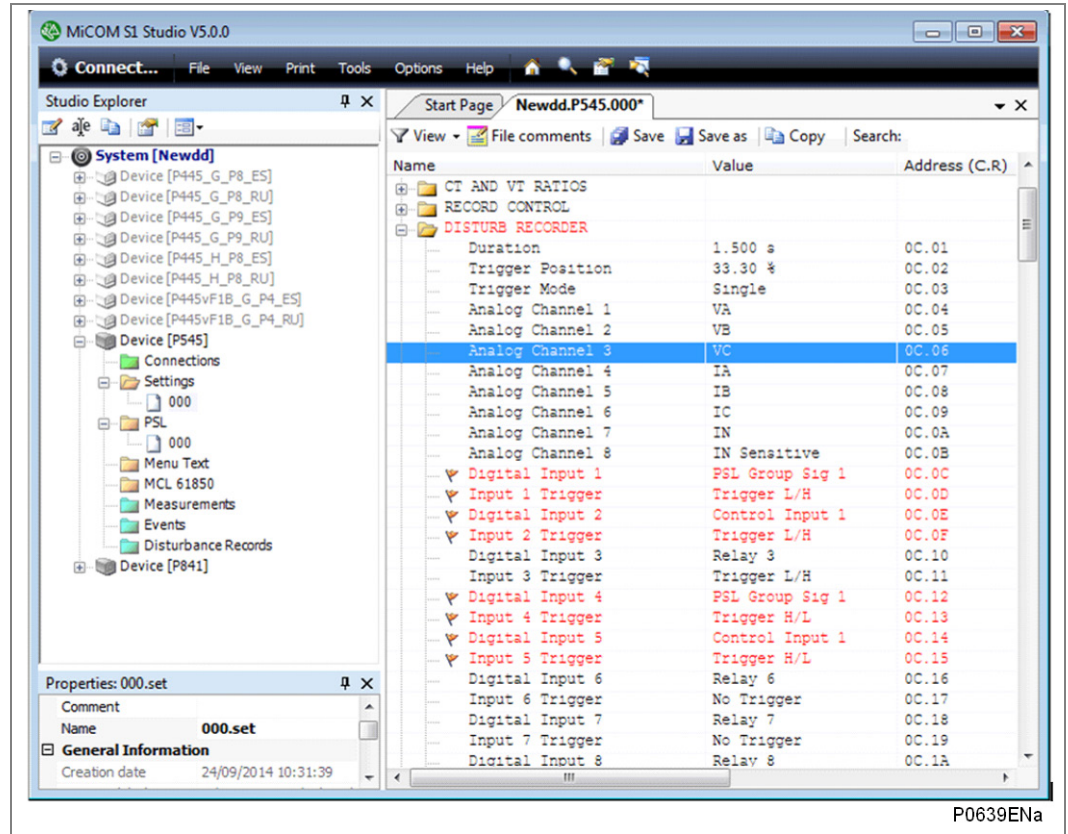 MiCOM S1 Studio V5.0.0
Connect... File View Print Tools Options Help
Studio Explorer
System [Newdd]
Device [P445_G_P8_ES]
Device [P445_G_P8_RU]
Device [P445_G_P9_ES]
Device [P445_G_P9_RU]
Device [P445_H_P8_ES]
Device [P445_H_P8_RU]
Device [P445vF1B_G_P4_ES]
Device [P445vF1B_G_P4_RU]
Device [P545]
Connections
Settings
000
PSL
000
Menu Text
MCL 61850
Measurements
Events
Disturbance Records
Device [P841]
Properties: 000.set
Comment
Name 000.set
General Information
Creation date 24/09/2014 10:31:39
Start Page Newdd.P545.000*
View File comments Save Save as Copy Search:
Name Value Address (C.R)
CT AND VT RATIOS
RECORD CONTROL
DISTURB RECORDER
Duration 1.500 s 0C.01
Trigger Position 33.30 % 0C.02
Trigger Mode Single 0C.03
Analog Channel 1 VA 0C.04
Analog Channel 2 VB 0C.05
Analog Channel 3 VC 0C.06
Analog Channel 4 IA 0C.07
Analog Channel 5 IB 0C.08
Analog Channel 6 IC 0C.09
Analog Channel 7 IN 0C.0A
Analog Channel 8 IN Sensitive 0C.0B
Digital Input 1 PSL Group Sig 1 0C.0C
Input 1 Trigger Trigger L/H 0C.0D
Digital Input 2 Control Input 1 0C.0E
Input 2 Trigger Trigger L/H 0C.0F
Digital Input 3 Relay 3 0C.10
Input 3 Trigger Trigger L/H 0C.11
Digital Input 4 PSL Group Sig 1 0C.12
Input 4 Trigger Trigger H/L 0C.13
Digital Input 5 Control Input 1 0C.14
Input 5 Trigger Trigger H/L 0C.15
Digital Input 6 Relay 6 0C.16
Input 6 Trigger No Trigger 0C.17
Digital Input 7 Relay 7 0C.18
Input 7 Trigger No Trigger 0C.19
Digital Input 8 Relay 8 0C.1A
P0639ENa